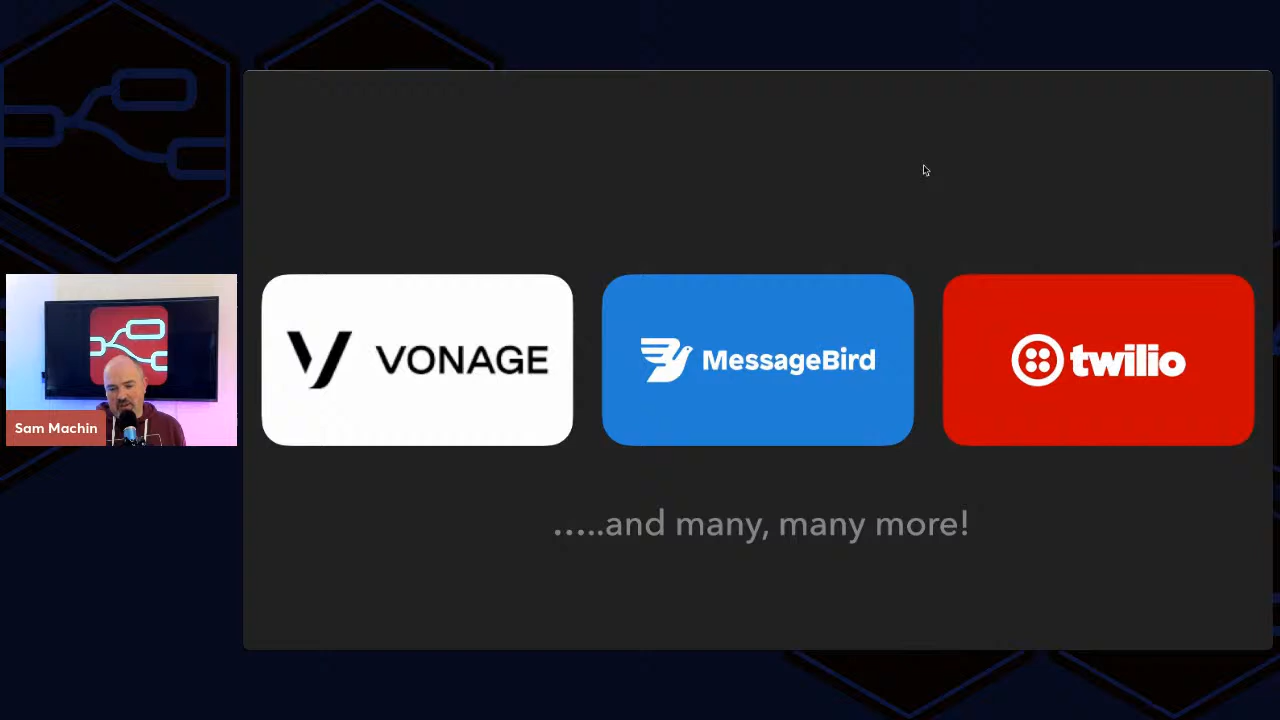 VONAGE
MessageBird
twilio
Sam Machin
.....and many, many more!